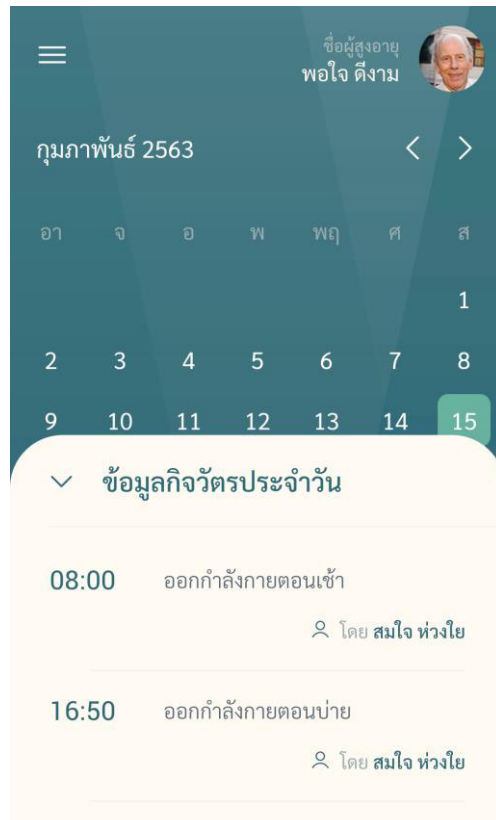 ชื่อผู้สูงอายุ
พอใจ ดีงาม
กุมภาพันธ์ 2563
อา จ อ พ พฤ ศ ส
1
2 3 4 5 6 7 8
9 10 11 12 13 14 15
ข้อมูลกิจวัตรประจำวัน
08:00 ออกกำลังกายตอนเช้า
โดย สมใจ ห่วงใย
16:50 ออกกำลังกายตอนบ่าย
โดย สมใจ ห่วงใย